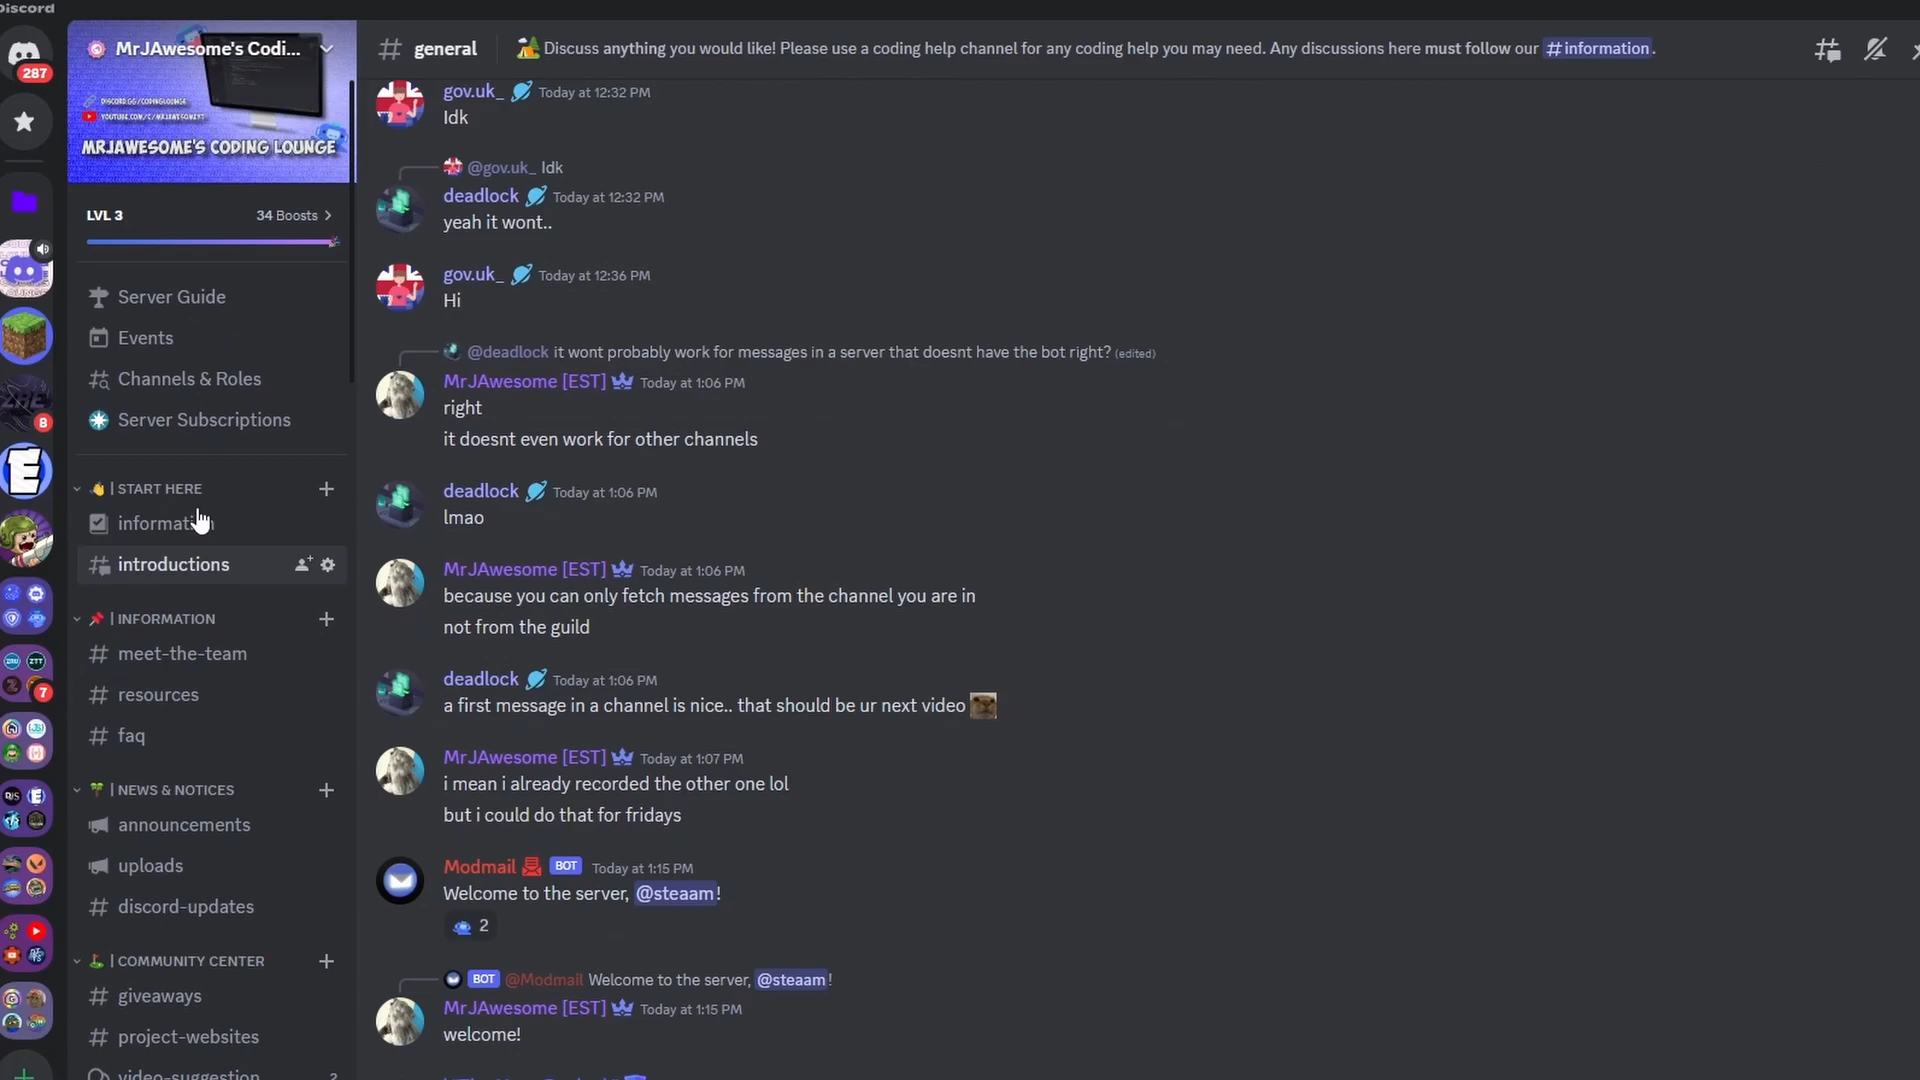 Discord
287
8
7
MrJAwesome's Codi...
DISCORD.GG/CODINGLOUNGE
YOUTUBE.COM/C/MRJAWESOMEYT
MRJAWESOME'S CODING LOUNGE
LVL 3 34 Boosts
Server Guide
Events
Channels & Roles
Server Subscriptions
| START HERE
informati
introductions
| INFORMATION
meet-the-team
resources
faq
| NEWS & NOTICES
announcements
uploads
discord-updates
| COMMUNITY CENTER
giveaways
project-websites
video-suggestion 2
general Discuss anything you would like! Please use a coding help channel for any coding help you may need. Any discussions here must follow our # information .
gov.uk_ Today at 12:32 PM
Idk
@gov.uk_ Idk
deadlock Today at 12:32 PM
yeah it wont..
gov.uk_ Today at 12:36 PM
Hi
@deadlock it wont probably work for messages in a server that doesnt have the bot right? (edited)
MrJAwesome [EST] Today at 1:06 PM
right
it doesnt even work for other channels
deadlock Today at 1:06 PM
lmao
MrJAwesome [EST] Today at 1:06 PM
because you can only fetch messages from the channel you are in
not from the guild
deadlock Today at 1:06 PM
a first message in a channel is nice.. that should be ur next video
MrJAwesome [EST] Today at 1:07 PM
i mean i already recorded the other one lol
but i could do that for fridays
Modmail BOT Today at 1:15 PM
Welcome to the server, @steaam!
2
BOT @Modmail Welcome to the server, @steaam!
MrJAwesome [EST] Today at 1:15 PM
welcome!